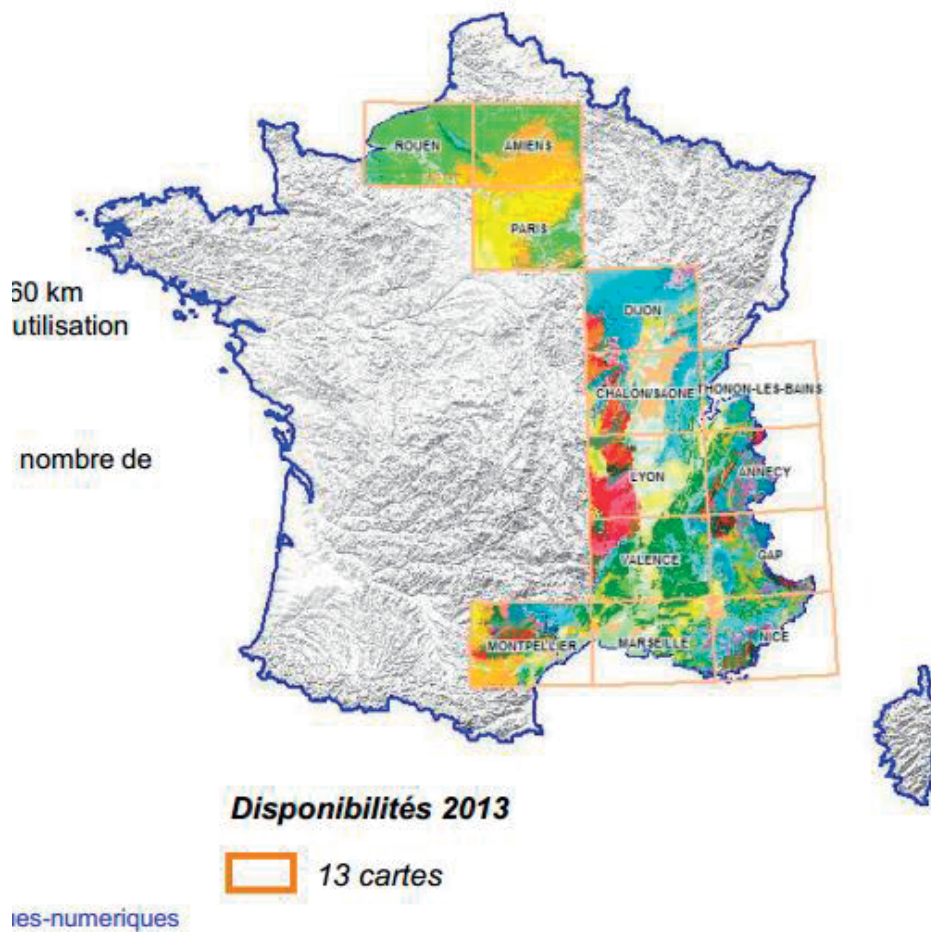 ROUEN AMIENS
PARIS
DIJON
60 km
utilisation
CHALON/SAONE THONON-LES-BAINS
nombre de
LYON ANNECY
VALENCE GAP
MONTPELLIER MARSEILLE NICE
Disponibilités 2013
13 cartes
es-numeriques